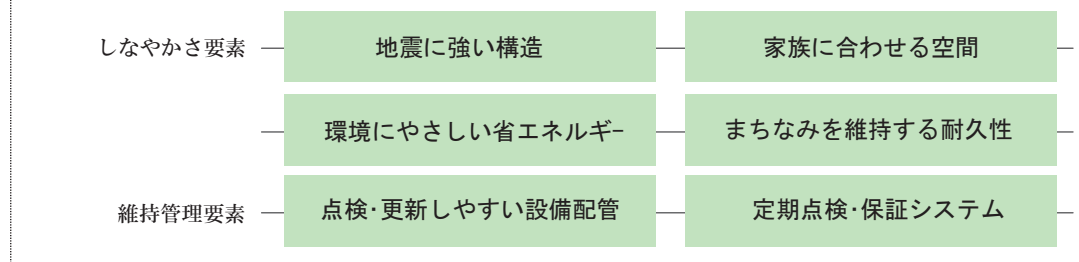 しなやかさ要素 地震に強い構造 家族に合わせる空間
環境にやさしい省エネルギー まちなみを維持する耐久性
維持管理要素 点検・更新しやすい設備配管 定期点検・保証システム